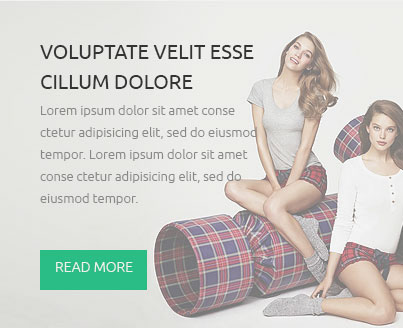 VOLUPTATE VELIT ESSE
CILLUM DOLORE
Lorem ipsum dolor sit amet conse
ctetur adipisicing elit, sed do eiusmod
tempor. Lorem ipsum dolor sit amet
conse ctetur adipisicing elit, sed do
eiusmod tempor.
READ MORE